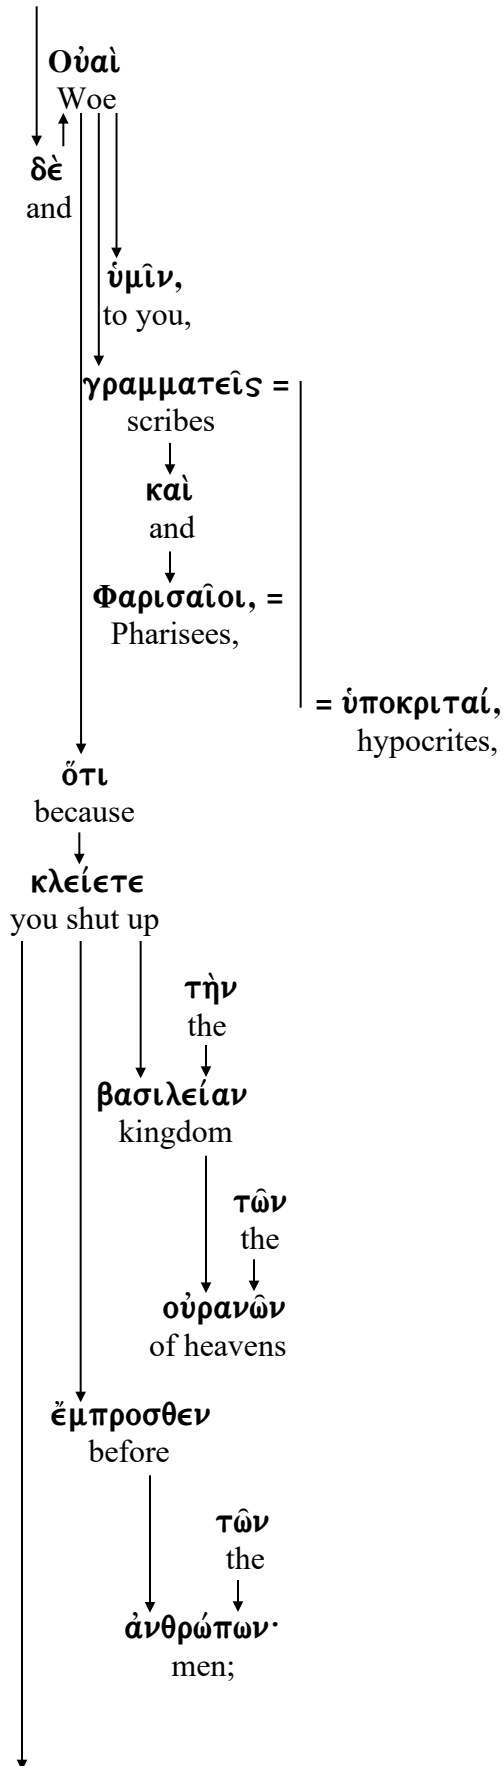 Οὐαὶ
Woe
δὲ
and
ὑμῖν,
to you,
γραμματεῖς =
scribes
καὶ
and
Φαρισαῖοι, =
Pharisees,
= ὑποκριταί,
hypocrites,
ὅτι
because
κλείετε
you shut up
τὴν
the
βασιλείαν
kingdom
τῶν
the
οὐρανῶν
of heavens
ἔμπροσθεν
before
τῶν
the
ἀνθρώπων·
men;